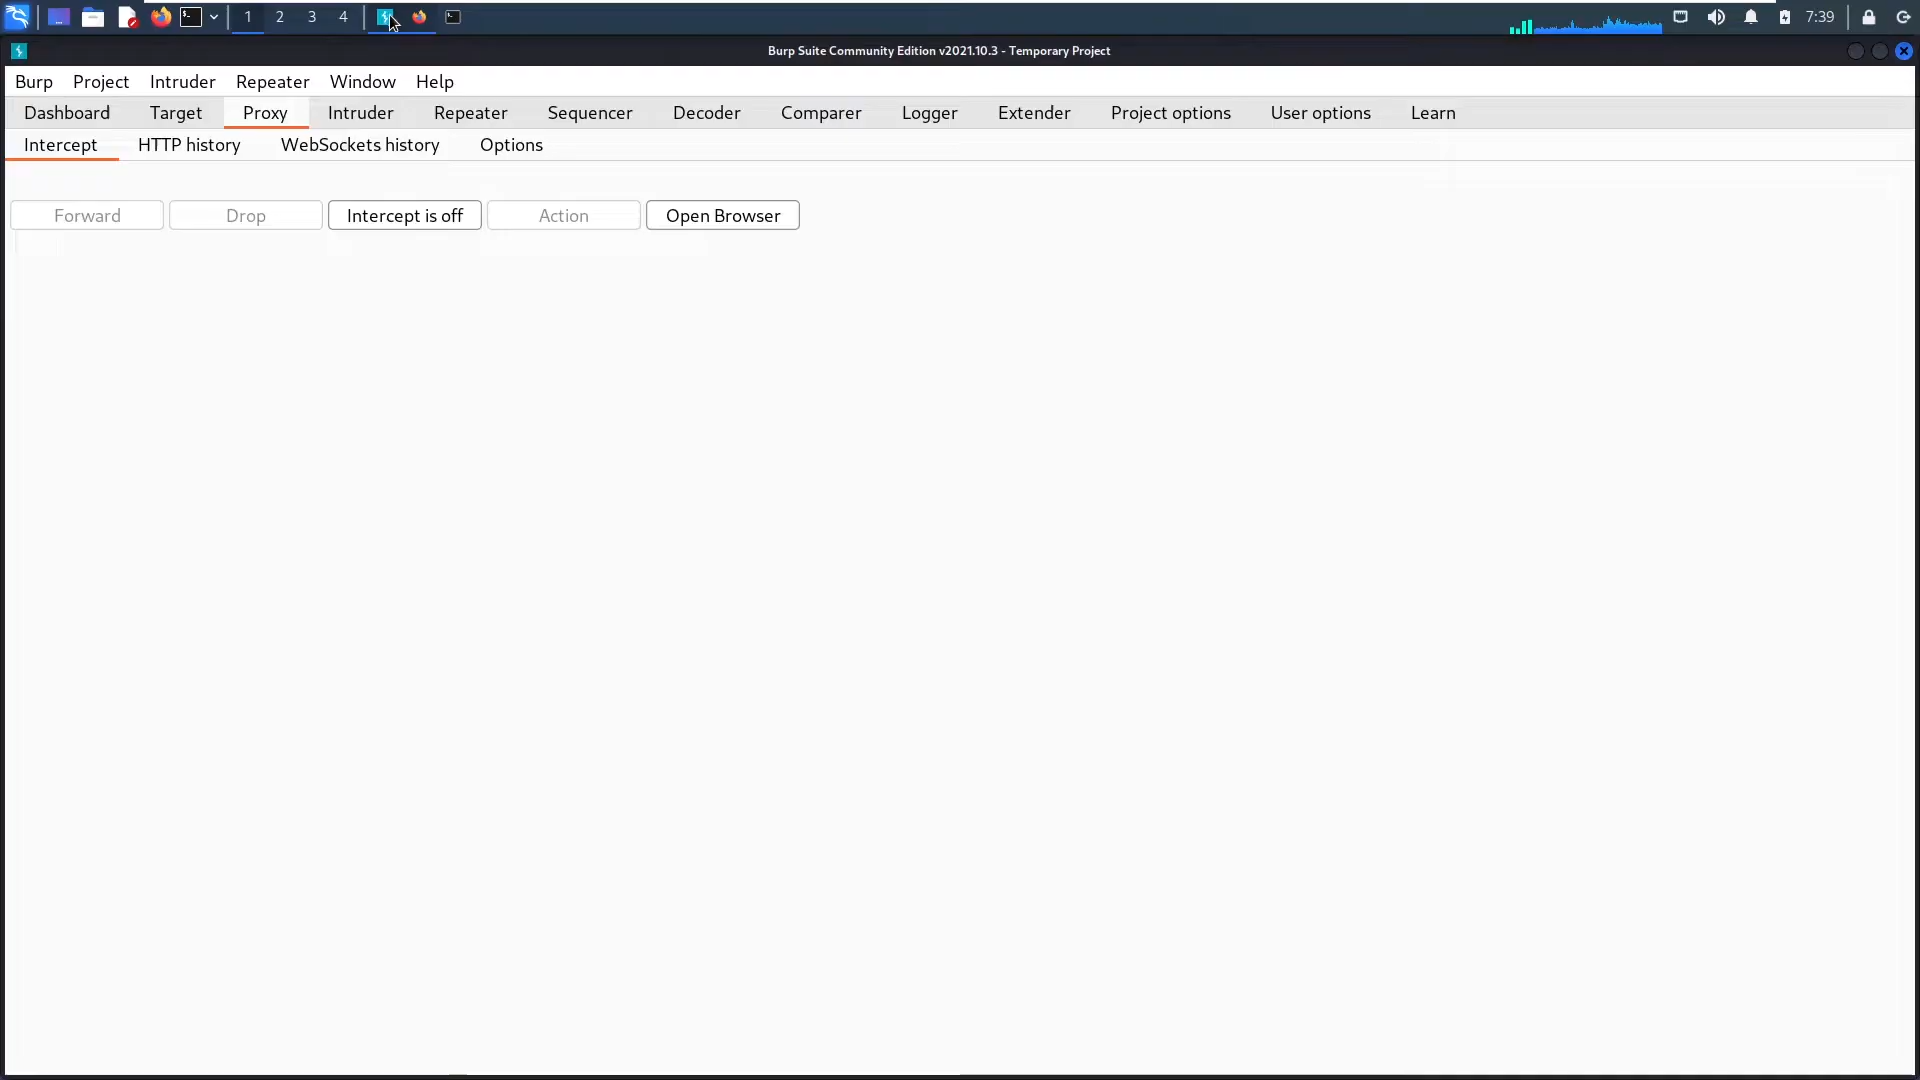 1 2 3 4 7:39
Burp Suite Community Edition v2021.10.3 - Temporary Project
Burp Project Intruder Repeater Window Help
Dashboard Target Proxy Intruder Repeater Sequencer Decoder Comparer Logger Extender Project options User options Learn
Intercept HTTP history WebSockets history Options
Forward Drop Intercept is off Action Open Browser